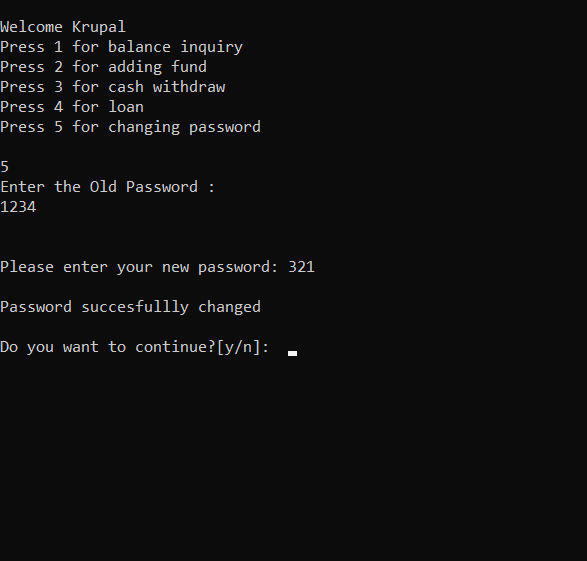 Welcome Krupal
Press 1 for balance inquiry
Press 2 for adding fund
Press 3 for cash withdraw
Press 4 for loan
Press 5 for changing password
5
Enter the Old Password :
1234
Please enter your new password: 321
Password succesfullly changed
Do you want to continue?[y/n]: